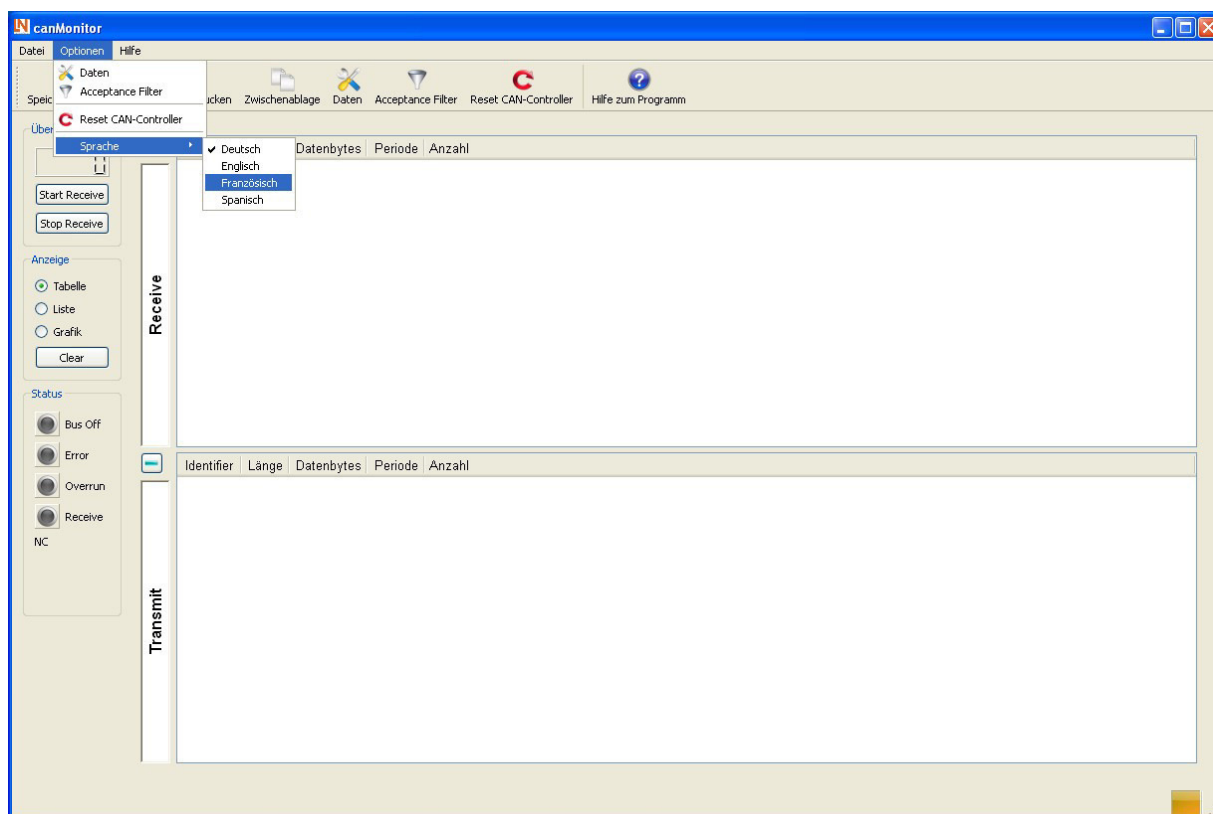 canMonitor
Datei Optionen Hilfe
Daten
Acceptance Filter
Reset CAN-Controller
Sprache
Deutsch
Englisch
Französisch
Spanisch
Speic ucken Zwischenablage Daten Acceptance Filter Reset CAN-Controller Hilfe zum Programm
Über
0
Start Receive
Stop Receive
Anzeige
Tabelle
Liste
Grafik
Clear
Status
Bus Off
Error
Overrun
Receive
NC
Datenbytes Periode Anzahl
Receive
Identifier Länge Datenbytes Periode Anzahl
Transmit